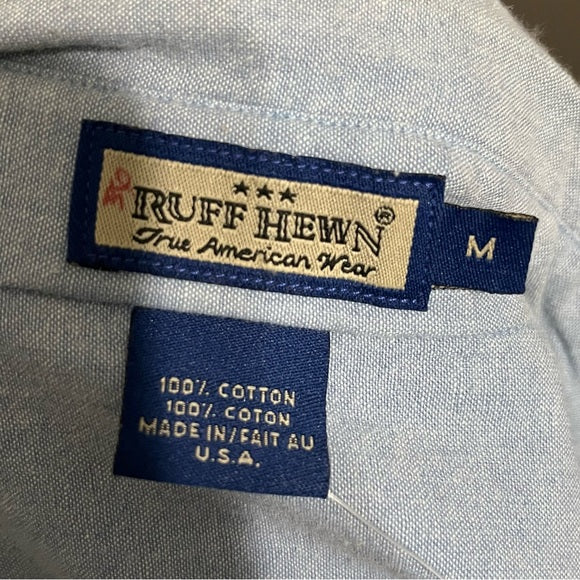 ★★★
RUFF HEWN®
True American Wear
M
100% COTTON
100% COTON
MADE IN/FAIT AU
U.S.A.